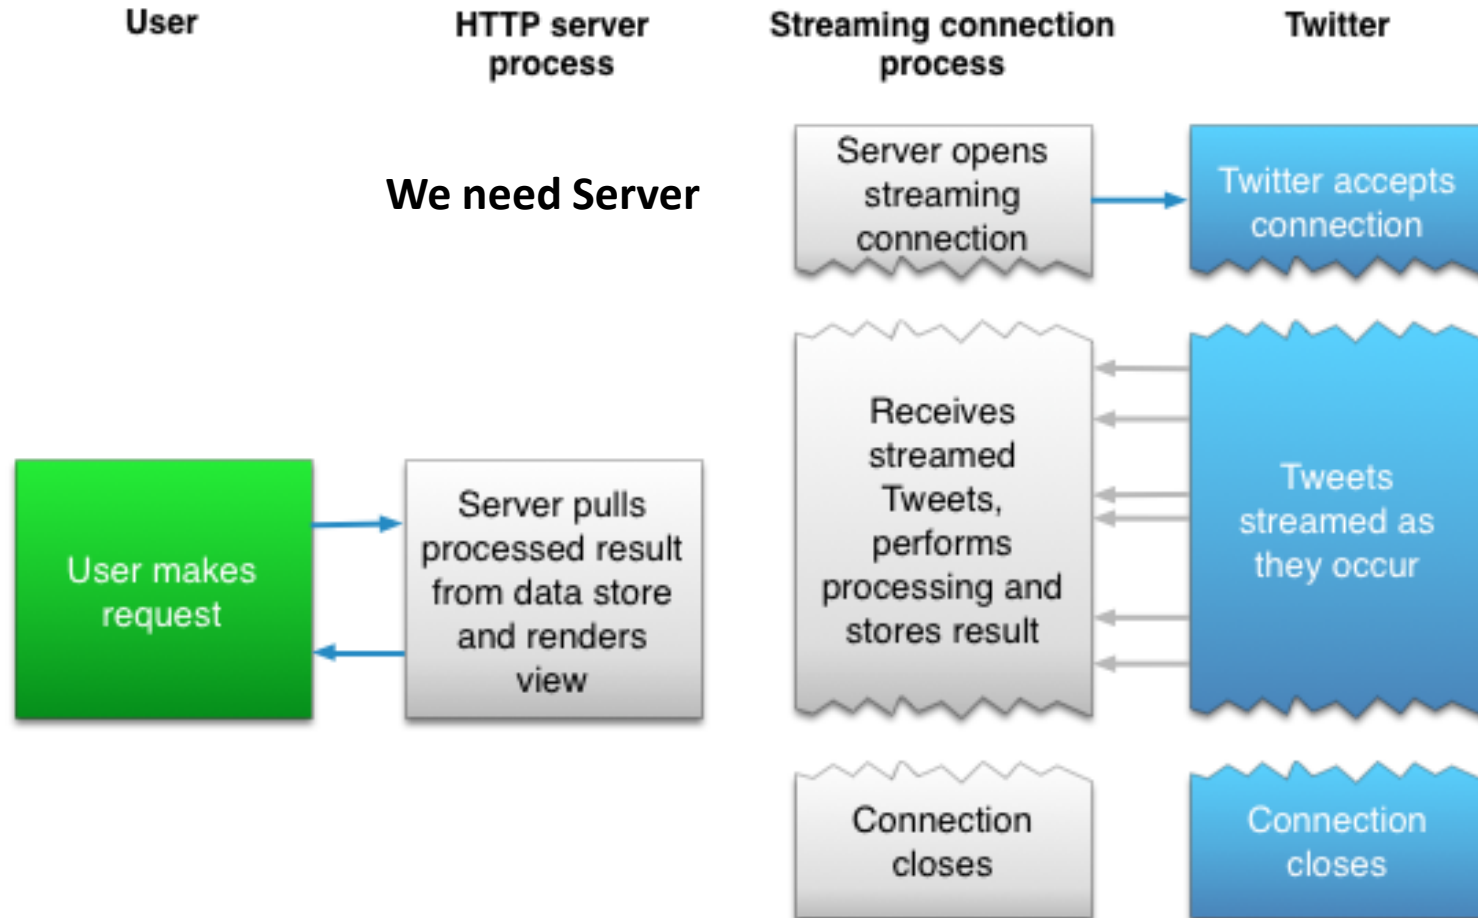 User
HTTP server
process
Streaming connection
process
Twitter
We need Server
Server opens
streaming
connection
Twitter accepts
connection
User makes
request
Server pulls
processed result
from data store
and renders
view
Receives
streamed
Tweets,
performs
processing and
stores result
Tweets
streamed as
they occur
Connection
closes
Connection
closes